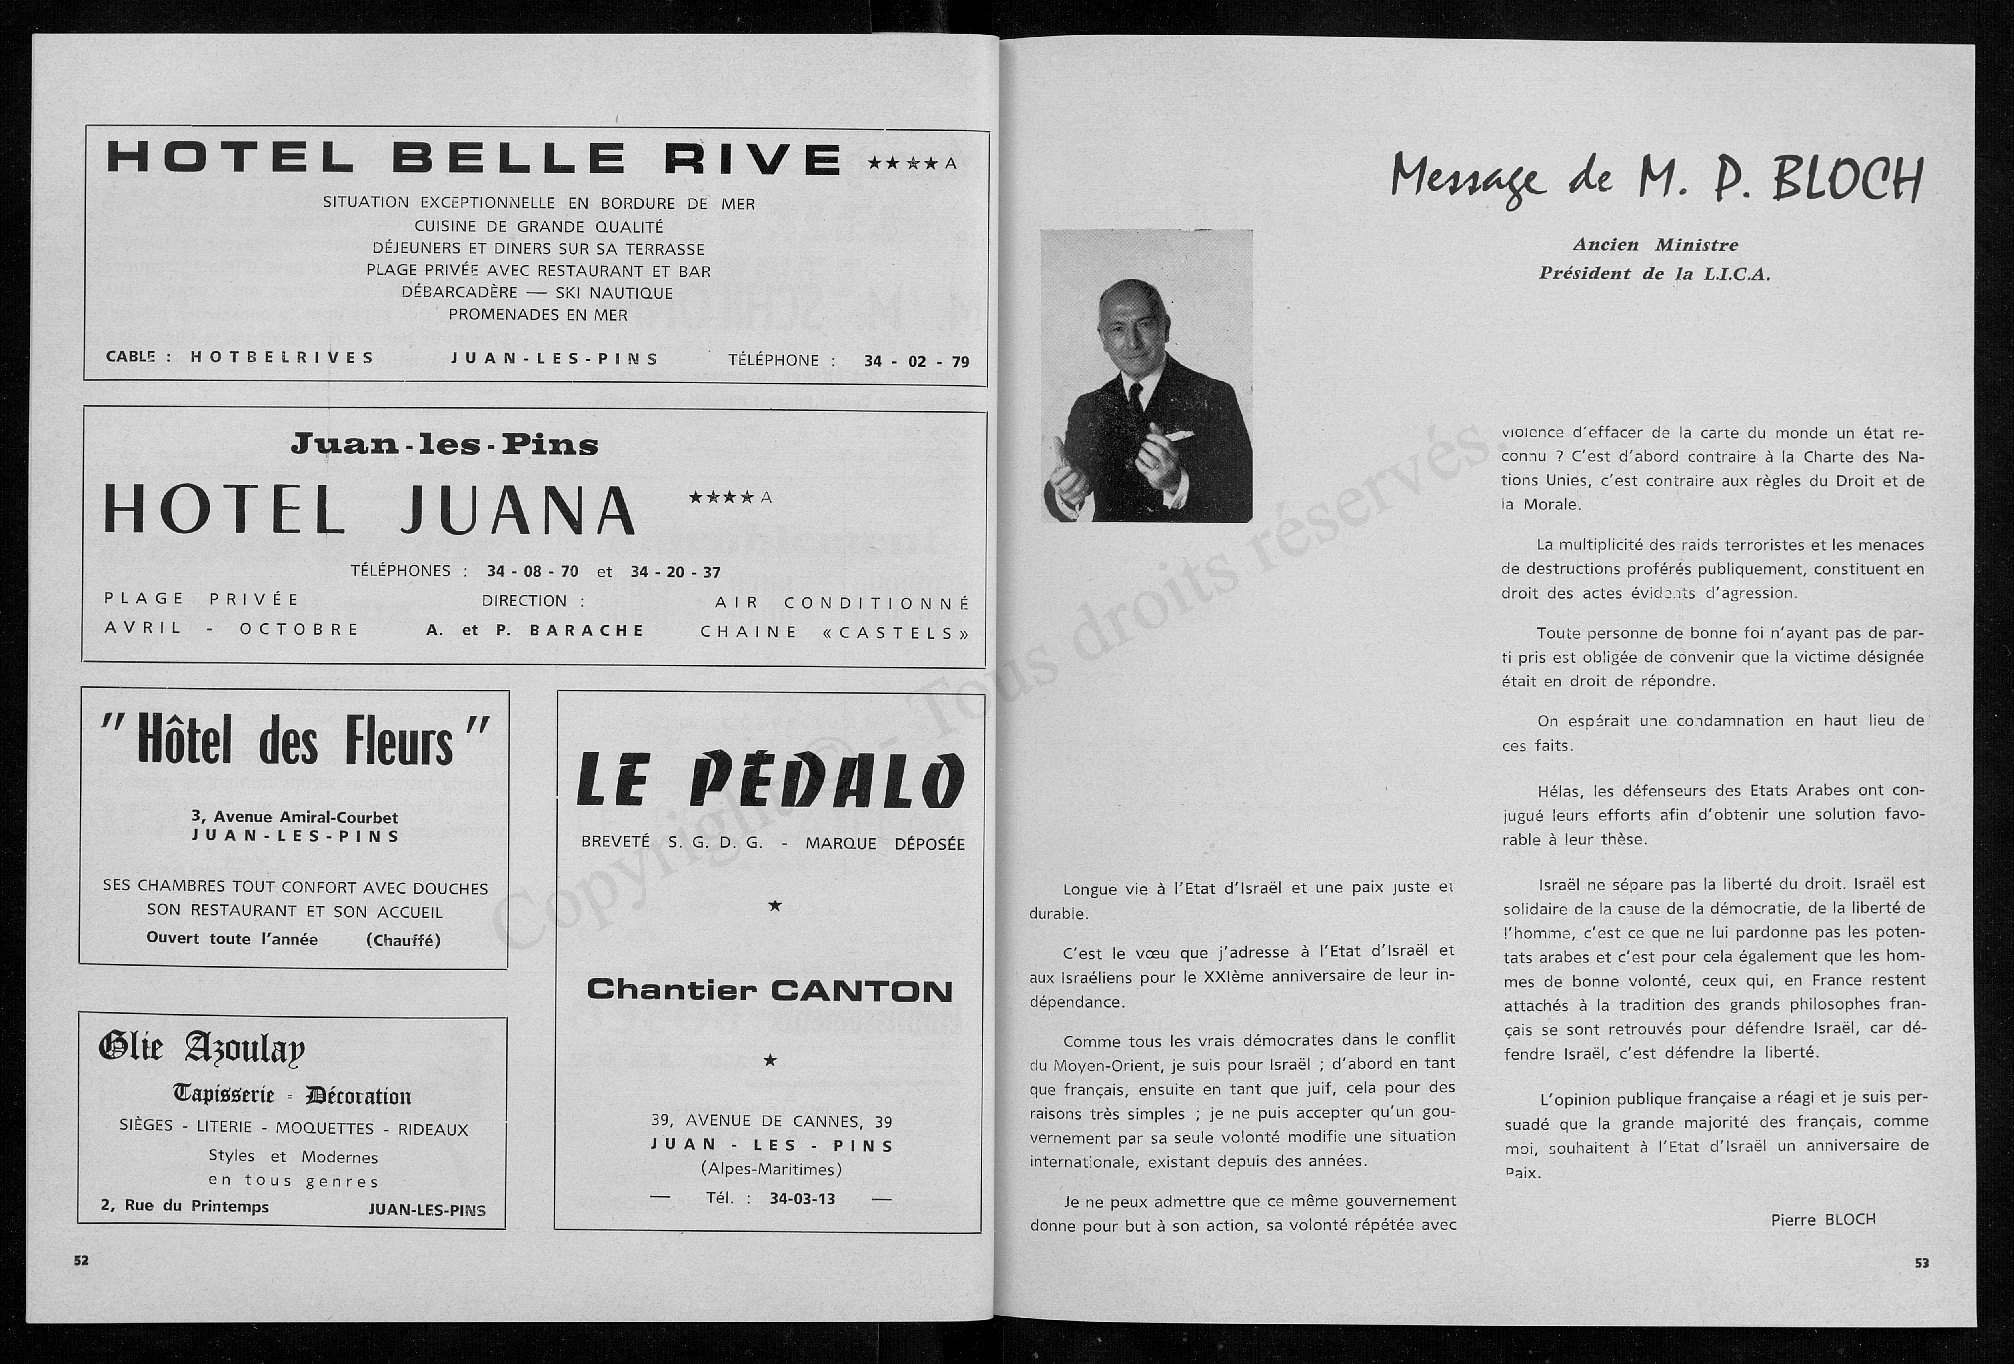 HOTEL BELLE RIVE ★★★★ A
SITUATION EXCEPTIONNELLE EN BORDURE DE MER
CUISINE DE GRANDE QUALITÉ
DÉJEUNERS ET DINERS SUR SA TERRASSE
PLAGE PRIVÉE AVEC RESTAURANT ET BAR
DÉBARCADÈRE — SKI NAUTIQUE
PROMENADES EN MER
CABLE : HOTBELRIVES JUAN-LES-PINS TÉLÉPHONE : 34 - 02 - 79
Juan-les-Pins
HOTEL JUANA ★★★★ A
TÉLÉPHONES : 34 - 08 - 70 et 34 - 20 - 37
PLAGE PRIVÉE DIRECTION : AIR CONDITIONNÉ
AVRIL - OCTOBRE A. et P. BARACHE CHAINE «CASTELS»
"Hôtel des Fleurs"
3, Avenue Amiral-Courbet
JUAN-LES-PINS
SES CHAMBRES TOUT CONFORT AVEC DOUCHES
SON RESTAURANT ET SON ACCUEIL
Ouvert toute l'année (Chauffé)
Elie Azoulay
Tapisserie - Décoration
SIÈGES - LITERIE - MOQUETTES - RIDEAUX
Styles et Modernes
en tous genres
2, Rue du Printemps JUAN-LES-PINS
LE PÉDALO
BREVETÉ S. G. D. G. - MARQUE DÉPOSÉE
★
Chantier CANTON
★
39, AVENUE DE CANNES, 39
JUAN - LES - PINS
(Alpes-Maritimes)
— Tél. : 34-03-13 —
52
Message de M. P. BLOCH
Ancien Ministre
Président de la L.I.C.A.
Longue vie à l'Etat d'Israël et une paix juste et
durable.
C'est le vœu que j'adresse à l'Etat d'Israël et
aux Israéliens pour le XXIème anniversaire de leur in-
dépendance.
Comme tous les vrais démocrates dans le conflit
du Moyen-Orient, je suis pour Israël ; d'abord en tant
que français, ensuite en tant que juif, cela pour des
raisons très simples ; je ne puis accepter qu'un gou-
vernement par sa seule volonté modifie une situation
internationale, existant depuis des années.
Je ne peux admettre que ce même gouvernement
donne pour but à son action, sa volonté répétée avec
violence d'effacer de la carte du monde un état re-
connu ? C'est d'abord contraire à la Charte des Na-
tions Unies, c'est contraire aux règles du Droit et de
la Morale.
La multiplicité des raids terroristes et les menaces
de destructions proférés publiquement, constituent en
droit des actes évidents d'agression.
Toute personne de bonne foi n'ayant pas de par-
ti pris est obligée de convenir que la victime désignée
était en droit de répondre.
On espérait une condamnation en haut lieu de
ces faits.
Hélas, les défenseurs des Etats Arabes ont con-
jugué leurs efforts afin d'obtenir une solution favo-
rable à leur thèse.
Israël ne sépare pas la liberté du droit. Israël est
solidaire de la cause de la démocratie, de la liberté de
l'homme, c'est ce que ne lui pardonne pas les poten-
tats arabes et c'est pour cela également que les hom-
mes de bonne volonté, ceux qui, en France restent
attachés à la tradition des grands philosophes fran-
çais se sont retrouvés pour défendre Israël, car dé-
fendre Israël, c'est défendre la liberté.
L'opinion publique française a réagi et je suis per-
suadé que la grande majorité des français, comme
moi, souhaitent à l'Etat d'Israël un anniversaire de
Paix.
Pierre BLOCH
53
Copyright © - Tous droits réservés.